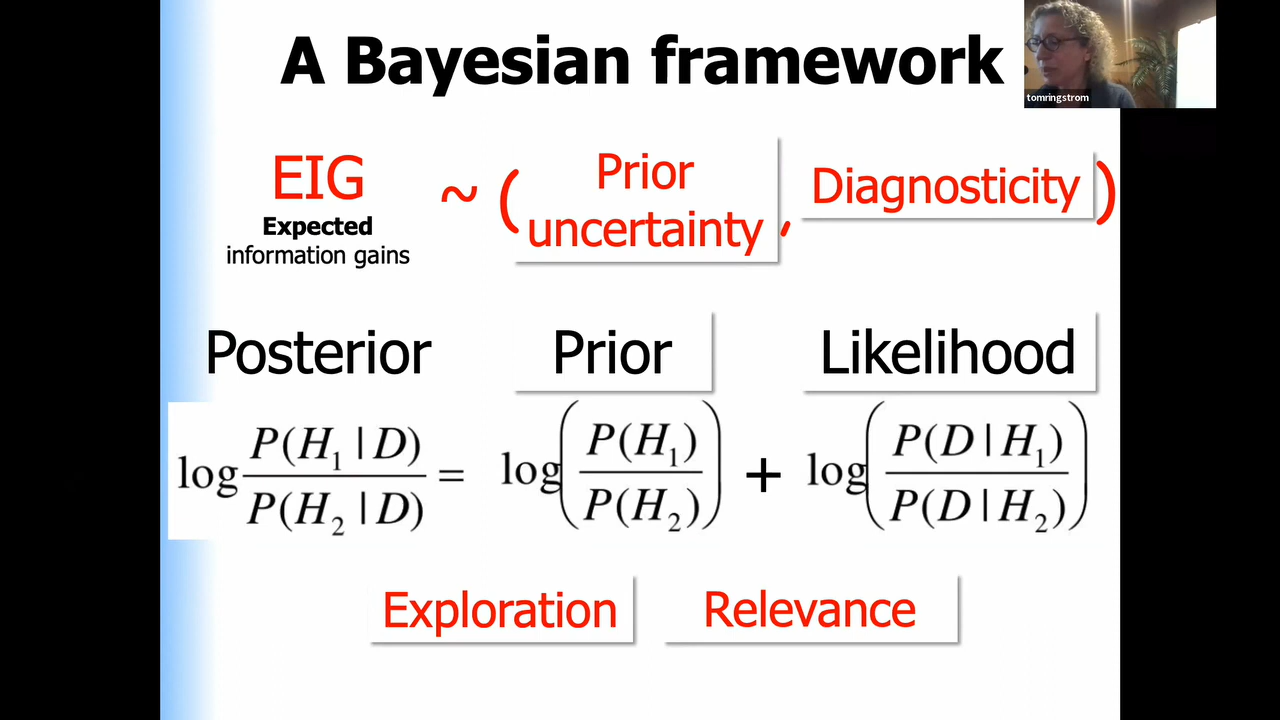 A Bayesian framework
tomringstrom
EIG ~ ( Prior uncertainty , Diagnosticity )
Expected
information gains
Posterior Prior Likelihood
log P(H₁ | D) / P(H₂ | D) = log( P(H₁) / P(H₂) ) + log( P(D | H₁) / P(D | H₂) )
Exploration Relevance